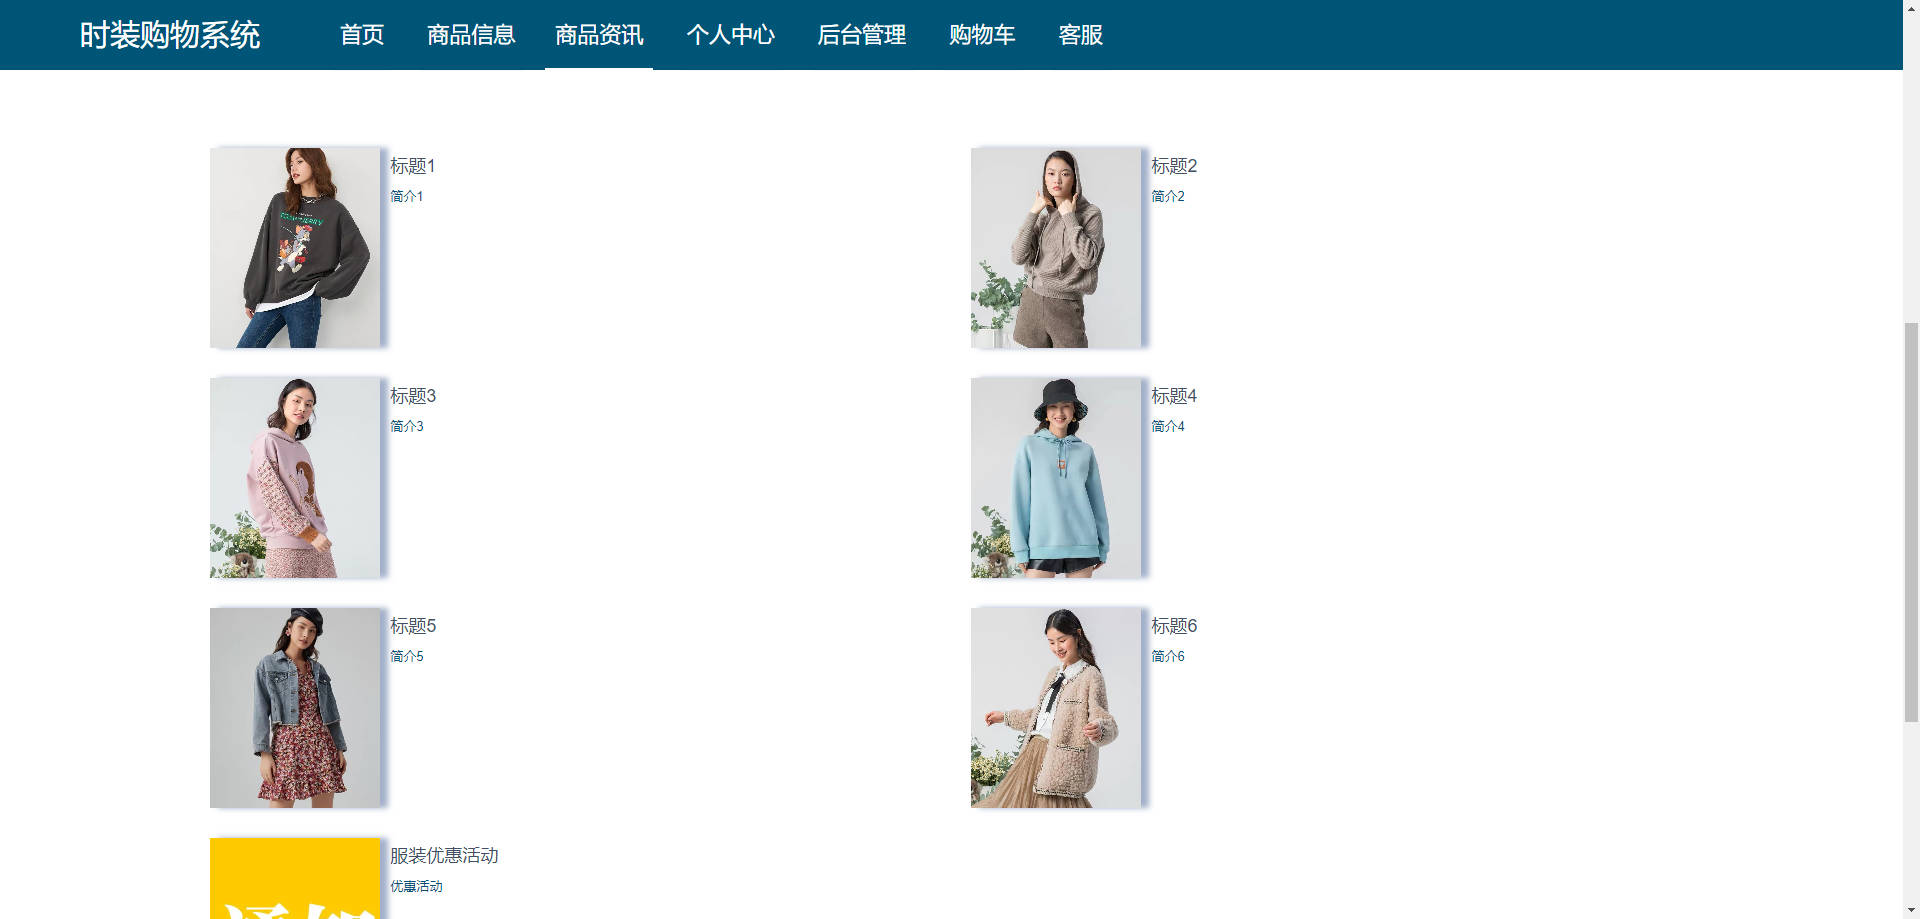 时装购物系统 首页 商品信息 商品资讯 个人中心 后台管理 购物车 客服
标题1
简介1
标题2
简介2
标题3
简介3
标题4
简介4
标题5
简介5
标题6
简介6
服装优惠活动
优惠活动